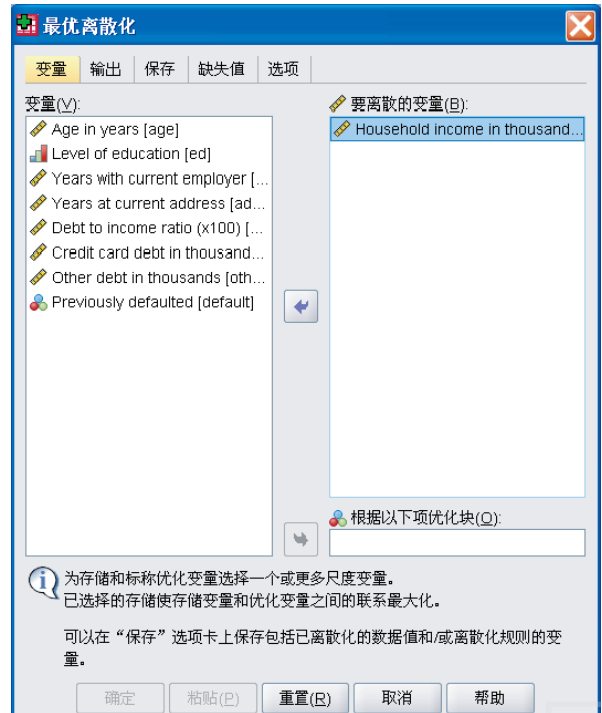 最优离散化
变量 输出 保存 缺失值 选项
变量(V):
Age in years [age]
Level of education [ed]
Years with current employer [...
Years at current address [ad...
Debt to income ratio (x100) [...
Credit card debt in thousand...
Other debt in thousands [oth...
Previously defaulted [default]
要离散的变量(B):
Household income in thousand...
根据以下项优化块(O):
为存储和标称优化变量选择一个或更多尺度变量。
已选择的存储使存储变量和优化变量之间的联系最大化。
可以在“保存”选项卡上保存包括已离散化的数据值和/或离散化规则的变
量。
确定 粘贴(P) 重置(R) 取消 帮助